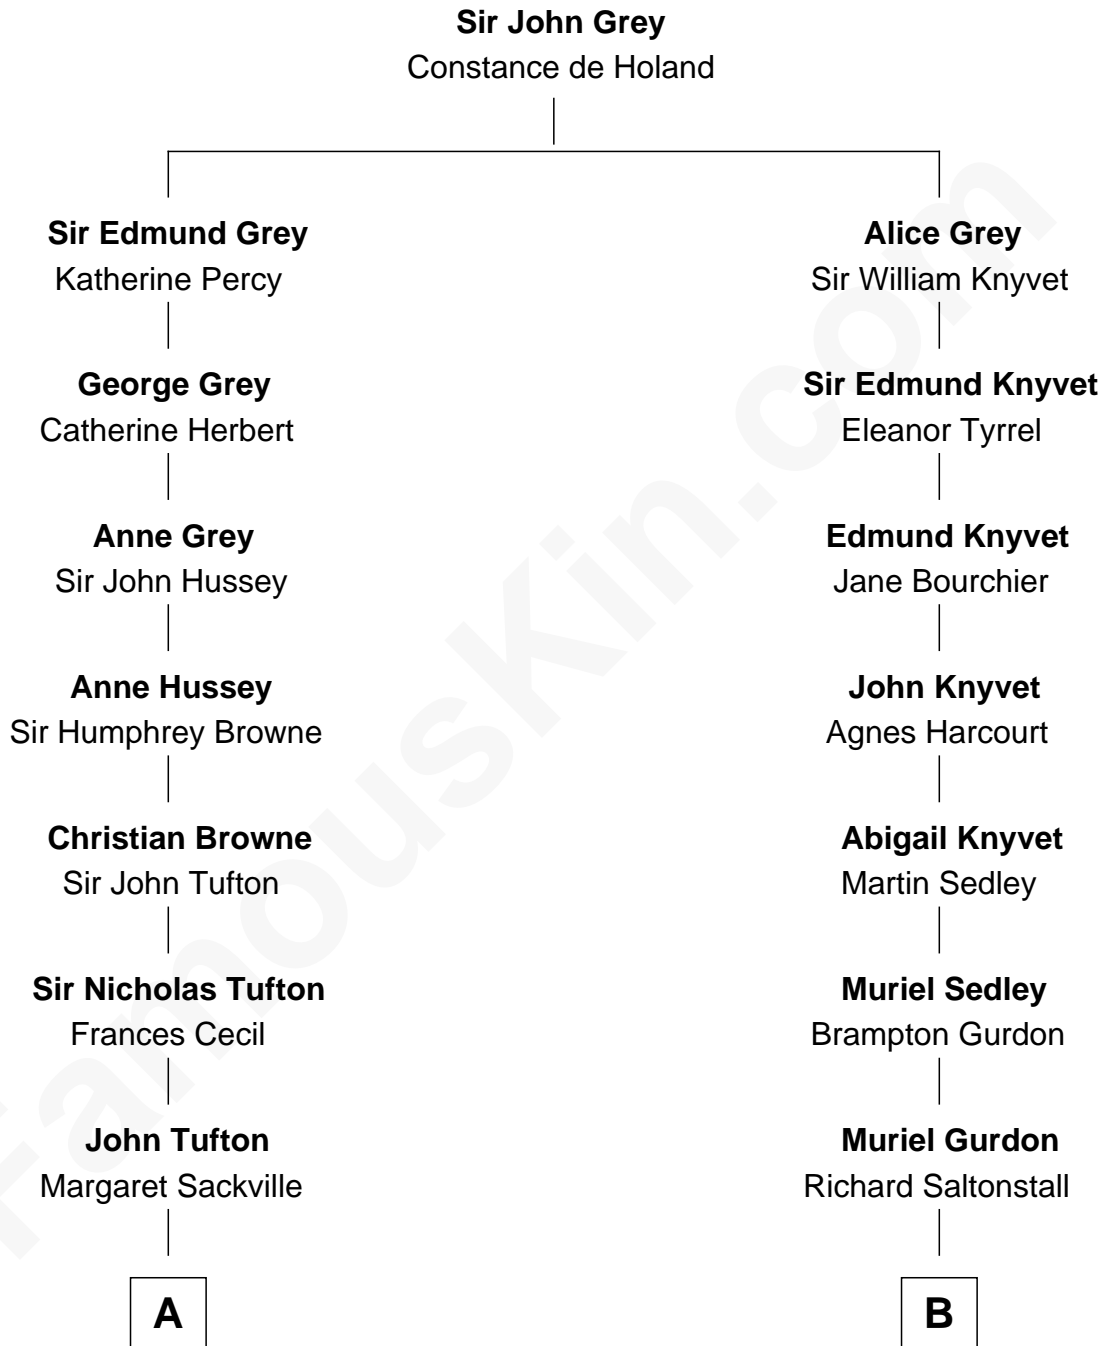 Sir John Grey
Constance de Holand
Sir Edmund Grey
Katherine Percy
Alice Grey
Sir William Knyvet
George Grey
Catherine Herbert
Sir Edmund Knyvet
Eleanor Tyrrel
Anne Grey
Sir John Hussey
Edmund Knyvet
Jane Bourchier
Anne Hussey
Sir Humphrey Browne
John Knyvet
Agnes Harcourt
Christian Browne
Sir John Tufton
Abigail Knyvet
Martin Sedley
Sir Nicholas Tufton
Frances Cecil
Muriel Sedley
Brampton Gurdon
John Tufton
Margaret Sackville
Muriel Gurdon
Richard Saltonstall
A
B
FamousKin.com